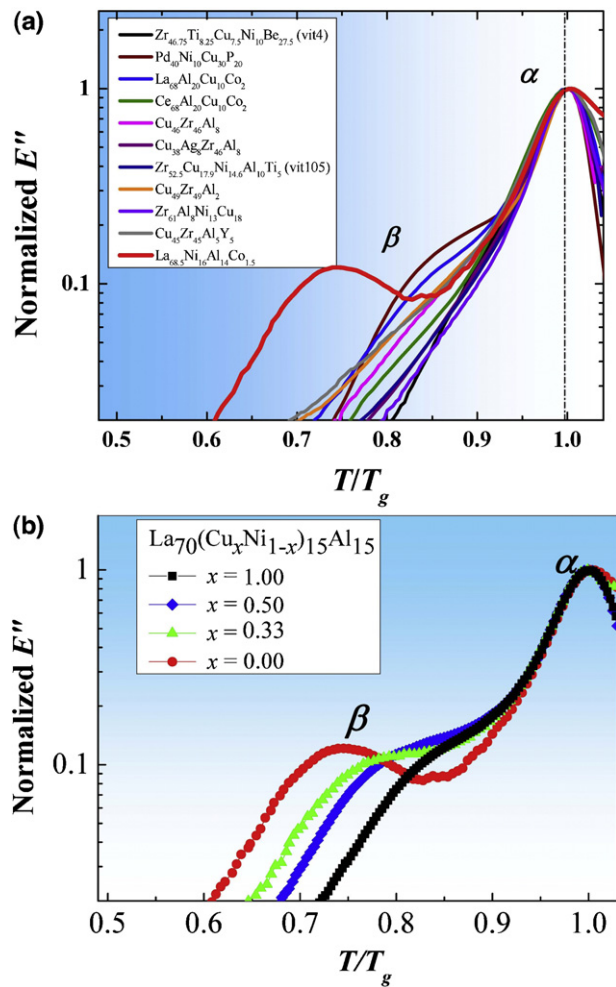 (a)
Normalized E″
1
0.1
Zr46.75Ti8.25Cu7.5Ni10Be27.5 (vit4)
Pd40Ni10Cu30P20
La68Al20Cu10Co2
Ce68Al20Cu10Co2
Cu46Zr46Al8
Cu38Ag8Zr46Al8
Zr52.5Cu17.9Ni14.6Al10Ti5 (vit105)
Cu49Zr49Al2
Zr61Al8Ni13Cu18
Cu45Zr45Al5Y5
La68.5Ni16Al14Co1.5
α
β
0.5 0.6 0.7 0.8 0.9 1.0
T/Tg
(b)
Normalized E″
1
0.1
La70(CuxNi1-x)15Al15
x = 1.00
x = 0.50
x = 0.33
x = 0.00
α
β
0.5 0.6 0.7 0.8 0.9 1.0
T/Tg